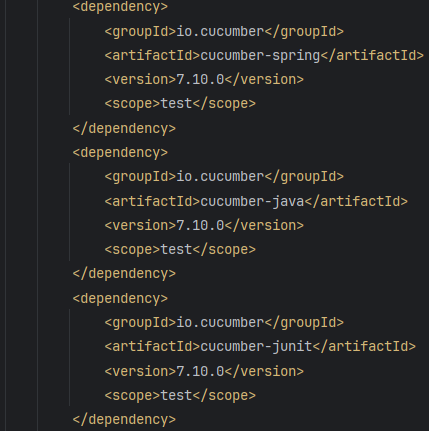 <dependency>
<groupId>io.cucumber</groupId>
<artifactId>cucumber-spring</artifactId>
<version>7.10.0</version>
<scope>test</scope>
</dependency>
<dependency>
<groupId>io.cucumber</groupId>
<artifactId>cucumber-java</artifactId>
<version>7.10.0</version>
<scope>test</scope>
</dependency>
<dependency>
<groupId>io.cucumber</groupId>
<artifactId>cucumber-junit</artifactId>
<version>7.10.0</version>
<scope>test</scope>
</dependency>